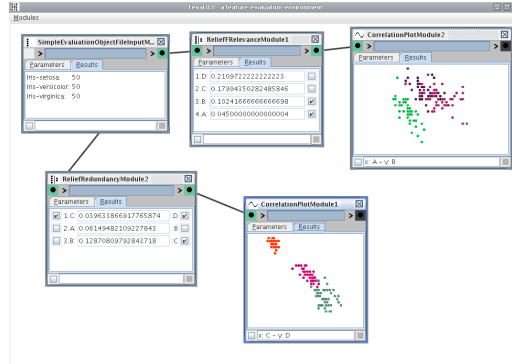 Feval 0.1 - a feature-evaluation-environment
Modules
SimpleEvaluationObjectFileInputM...
> >
Parameters Results
Iris-setosa: 50
Iris-versicolor: 50
Iris-virginica: 50
ReliefFRelevanceModule1
> >
Parameters Results
1.D: 0.2109722222222223
2.C: 0.17994350282485846
3.B: 0.10241666666666698
4.A: 0.04500000000000004
CorrelationPlotModule2
> >
Parameters Results
x: A - y: B
ReliefRedundancyModule2
> >
Parameters Results
1.C: 0.039633866917765874 :D
2.A: 0.06149482109227843 :B
3.B: 0.12870809792843718 :C
CorrelationPlotModule1
> >
Parameters Results
x: C - y: D